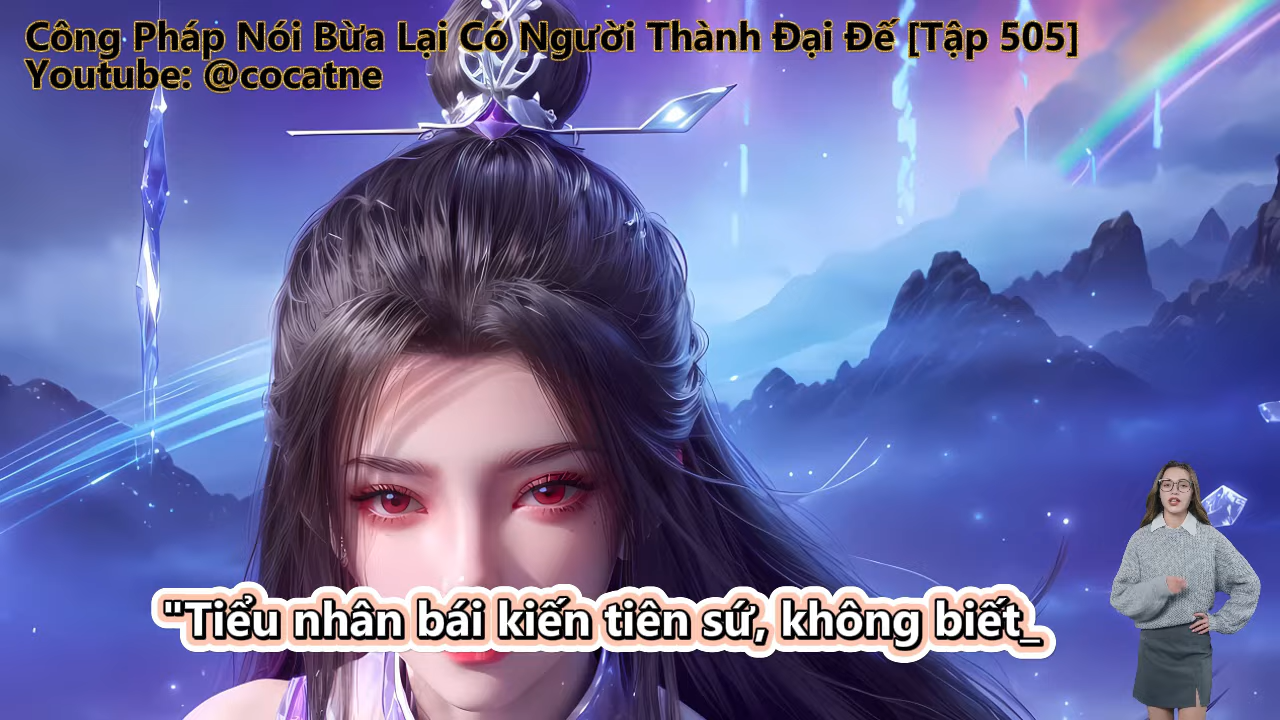 Công Pháp Nói Bừa Lại Có Người Thành Đại Đế [Tập 505]
Youtube: @cocatne
"Tiểu nhân bái kiến tiên sứ, không biết_